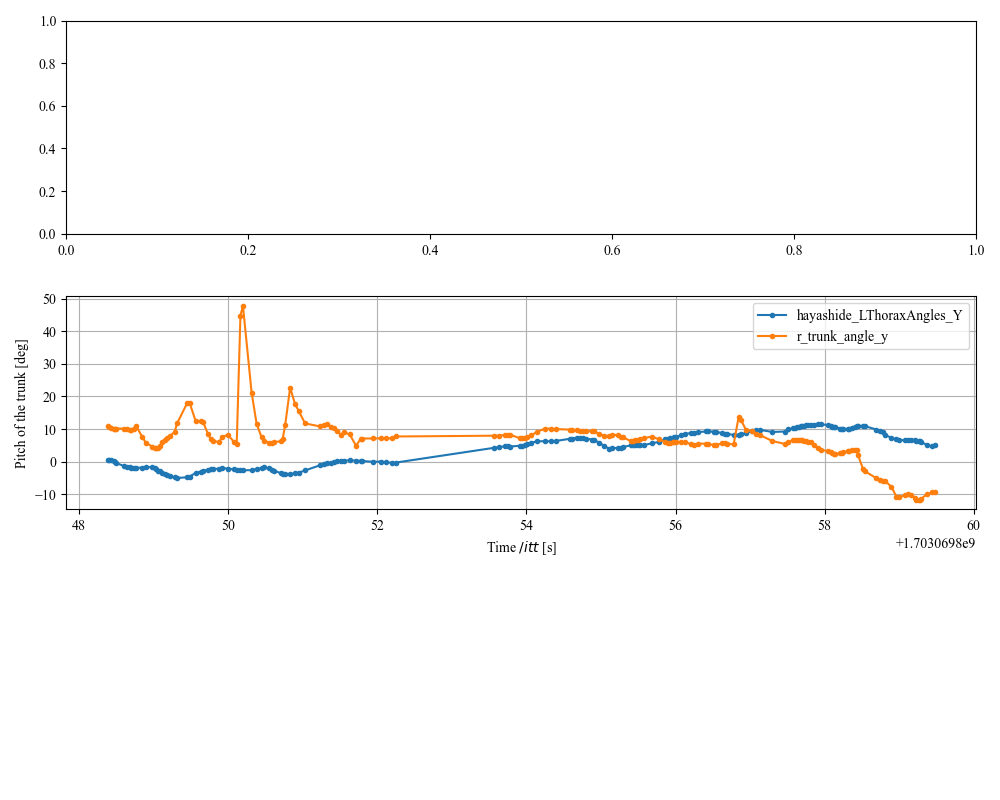 1.0
0.8
0.6
0.4
0.2
0.0
0.0 0.2 0.4 0.6 0.8 1.0
50
40
30
20
10
0
−10
Pitch of the trunk [deg]
hayashide_LThoraxAngles_Y
r_trunk_angle_y
48 50 52 54 56 58 60
Time /itt [s]
+1.7030698e9